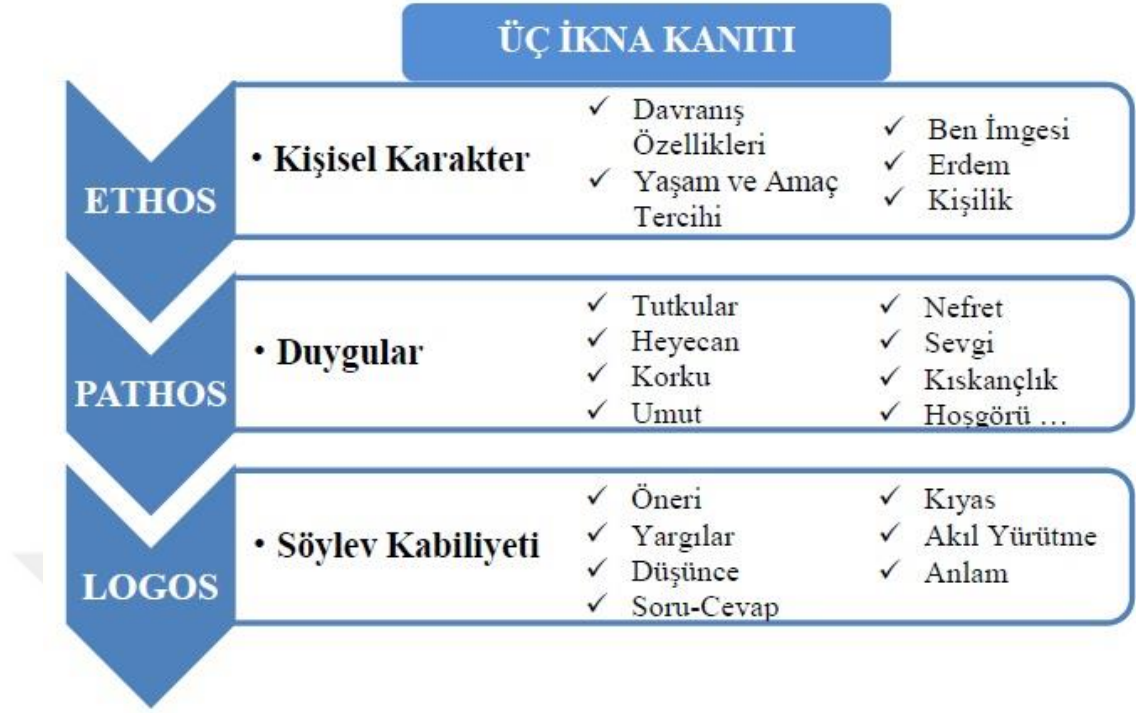 ÜÇ İKNA KANITI
ETHOS
• Kişisel Karakter
✓ Davranış
Özellikleri
✓ Yaşam ve Amaç
Tercihi
✓ Ben İmgesi
✓ Erdem
✓ Kişilik
PATHOS
• Duygular
✓ Tutkular
✓ Heyecan
✓ Korku
✓ Umut
✓ Nefret
✓ Sevgi
✓ Kıskançlık
✓ Hoşgörü …
LOGOS
• Söylev Kabiliyeti
✓ Öneri
✓ Yargılar
✓ Düşünce
✓ Soru-Cevap
✓ Kıyas
✓ Akıl Yürütme
✓ Anlam